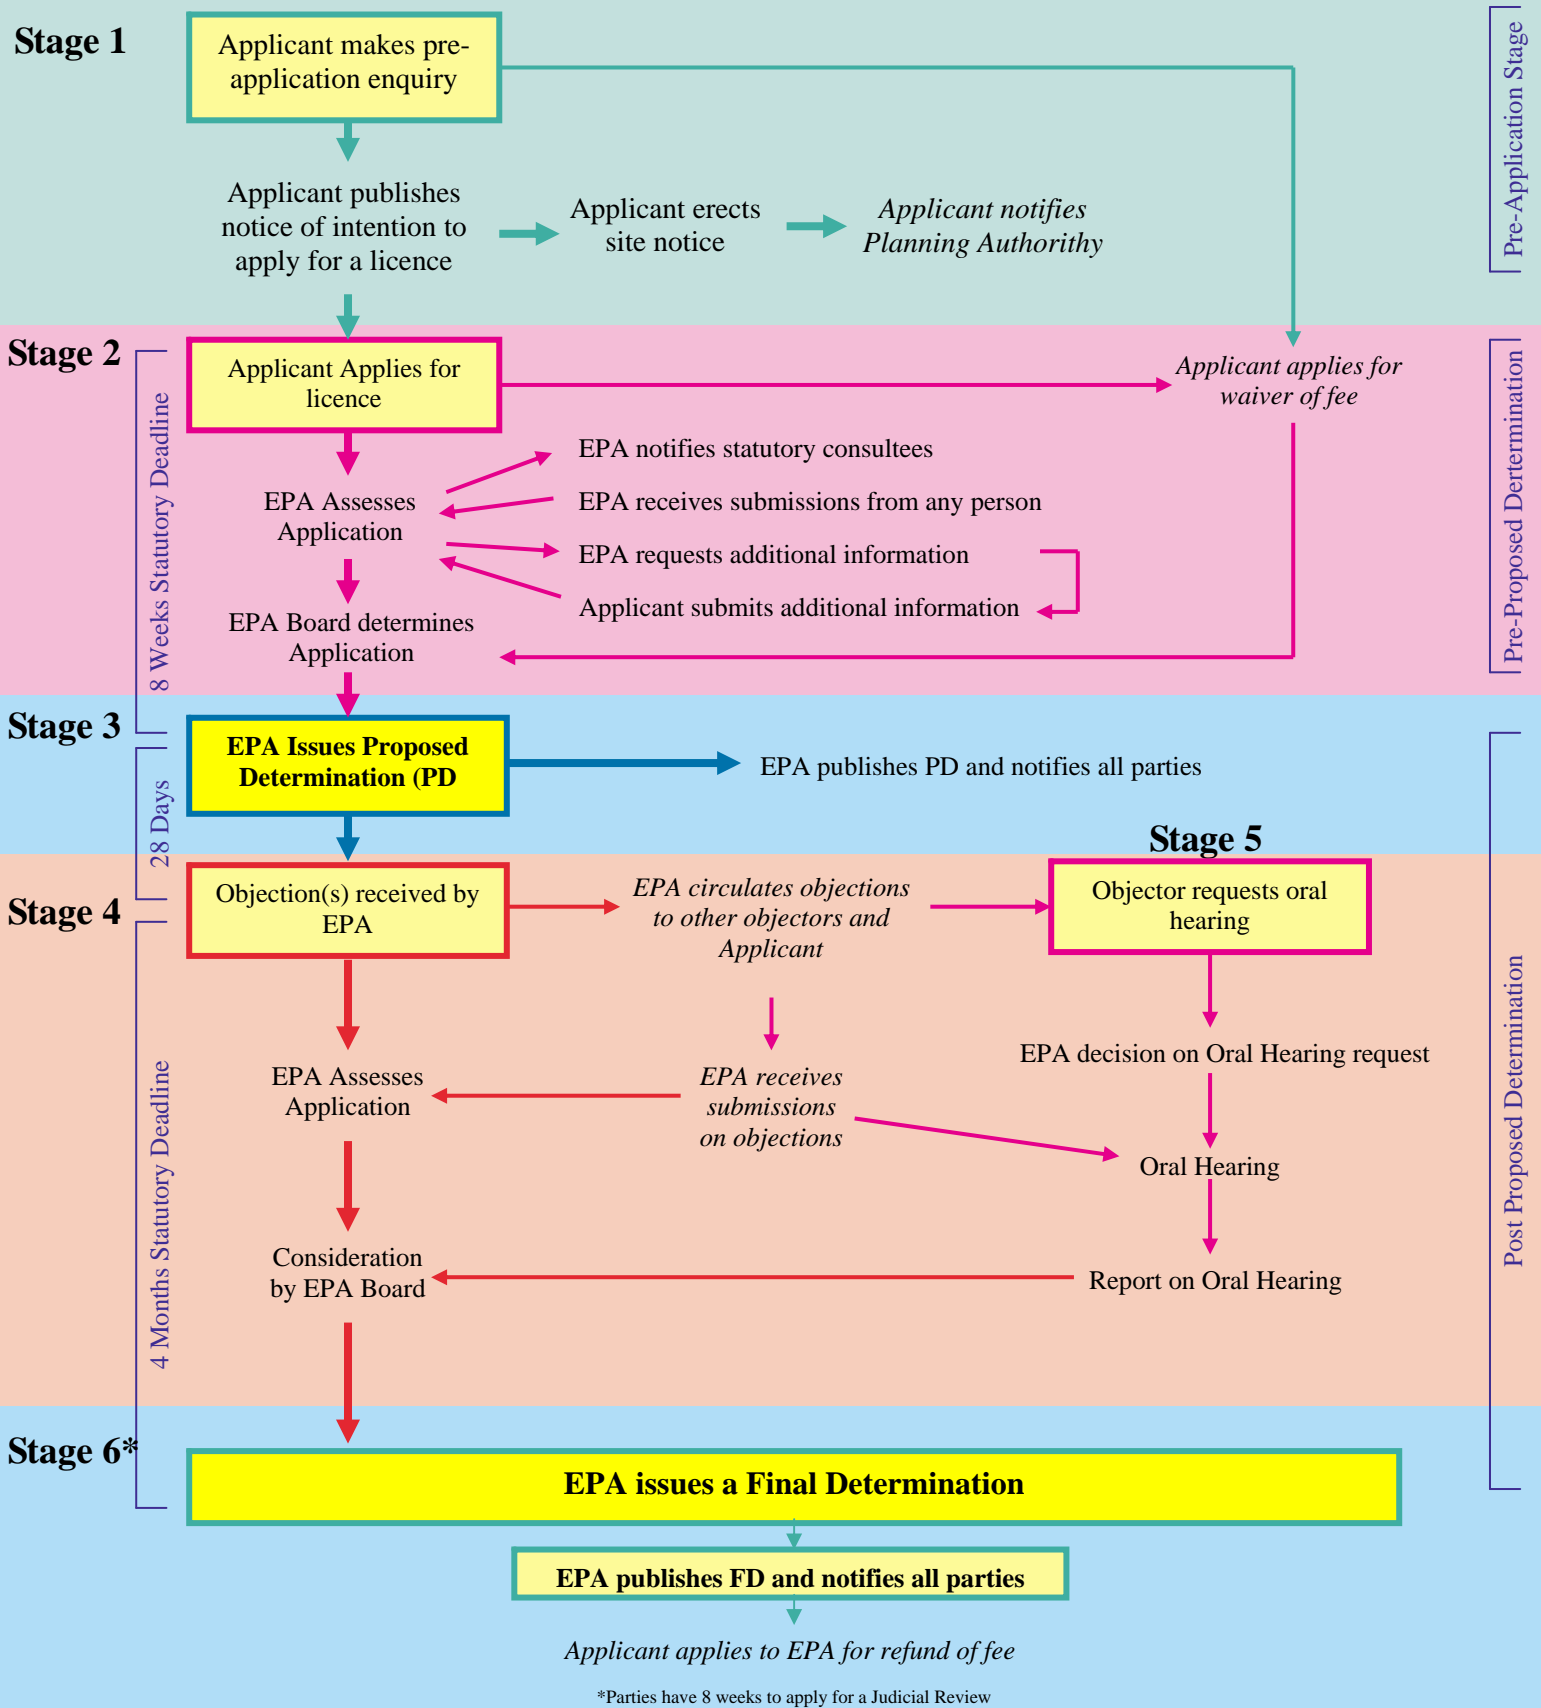 Stage 1
Applicant makes pre-
application enquiry
Pre-Application Stage
Applicant publishes
notice of intention to
apply for a licence
Applicant erects
site notice
Applicant notifies
Planning Authorithy
Stage 2
8 Weeks Statutory Deadline
Applicant Applies for
licence
Applicant applies for
waiver of fee
Pre-Proposed Dertermination
EPA notifies statutory consultees
EPA Assesses
Application
EPA receives submissions from any person
EPA requests additional information
Applicant submits additional information
EPA Board determines
Application
Stage 3
28 Days
EPA Issues Proposed
Determination (PD
EPA publishes PD and notifies all parties
Post Proposed Determination
Stage 4
4 Months Statutory Deadline
Objection(s) received by
EPA
EPA circulates objections
to other objectors and
Applicant
Stage 5
Objector requests oral
hearing
EPA decision on Oral Hearing request
EPA Assesses
Application
EPA receives
submissions
on objections
Oral Hearing
Consideration
by EPA Board
Report on Oral Hearing
Stage 6*
EPA issues a Final Determination
EPA publishes FD and notifies all parties
Applicant applies to EPA for refund of fee
*Parties have 8 weeks to apply for a Judicial Review